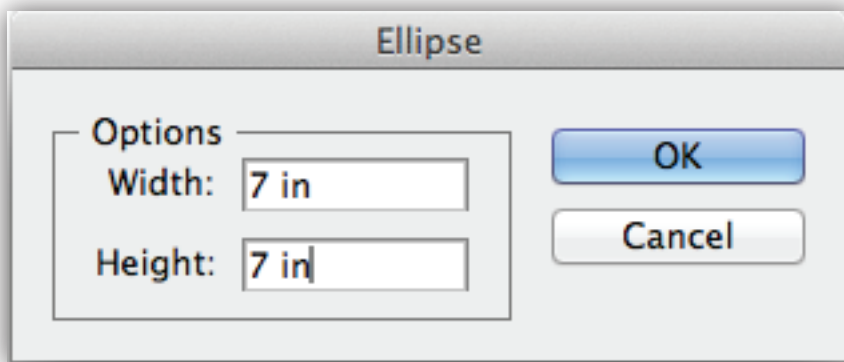 Ellipse
Options
Width: 7 in
Height: 7 in
OK
Cancel